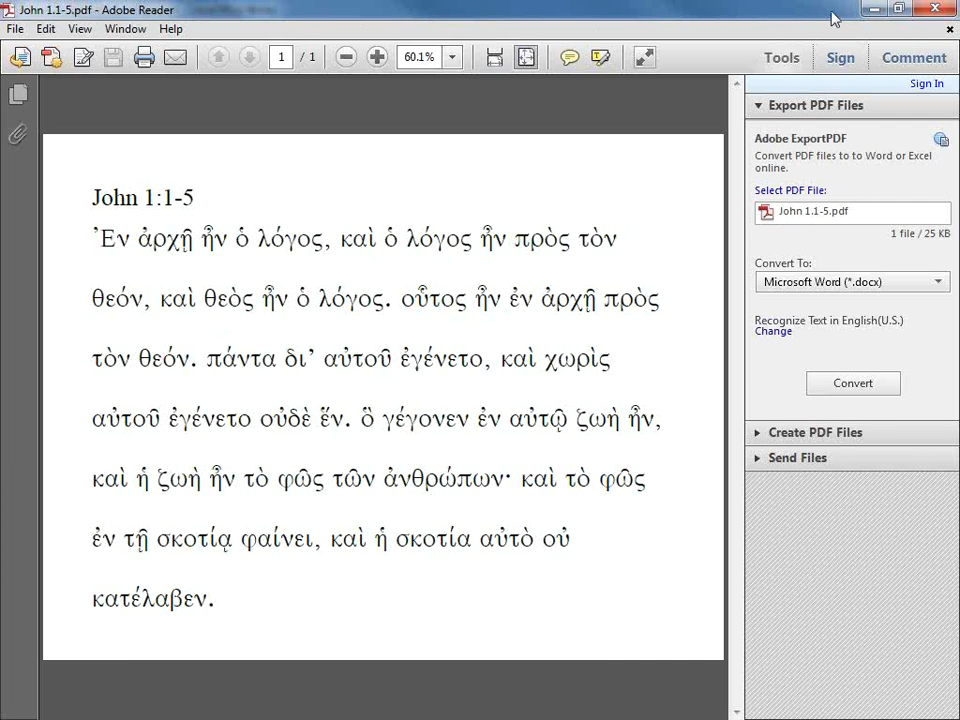 John 1.1-5.pdf - Adobe Reader
File Edit View Window Help
1 / 1 60.1% Tools Sign Comment
Sign In
Export PDF Files
Adobe ExportPDF
Convert PDF files to to Word or Excel
online.
Select PDF File:
John 1.1-5.pdf
1 file / 25 KB
Convert To:
Microsoft Word (*.docx)
Recognize Text in English(U.S.)
Change
Convert
Create PDF Files
Send Files
John 1:1-5
Ἐν ἀρχῇ ἦν ὁ λόγος, καὶ ὁ λόγος ἦν πρὸς τὸν
θεόν, καὶ θεὸς ἦν ὁ λόγος. οὗτος ἦν ἐν ἀρχῇ πρὸς
τὸν θεόν. πάντα δι’ αὐτοῦ ἐγένετο, καὶ χωρὶς
αὐτοῦ ἐγένετο οὐδὲ ἕν. ὃ γέγονεν ἐν αὐτῷ ζωὴ ἦν,
καὶ ἡ ζωὴ ἦν τὸ φῶς τῶν ἀνθρώπων· καὶ τὸ φῶς
ἐν τῇ σκοτίᾳ φαίνει, καὶ ἡ σκοτία αὐτὸ οὐ
κατέλαβεν.